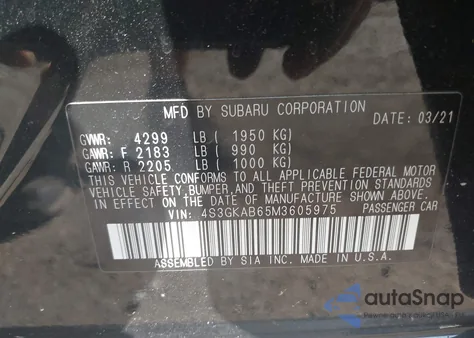 MFD BY SUBARU CORPORATION
DATE: 03/21
GVWR: 4299 LB ( 1950 KG)
GAWR: F 2183 LB ( 990 KG)
GAWR: R 2205 LB ( 1000 KG)
THIS VEHICLE CONFORMS TO ALL APPLICABLE FEDERAL MOTOR
VEHICLE SAFETY, BUMPER, AND THEFT PREVENTION STANDARDS
IN EFFECT ON THE DATE OF MANUFACTURE SHOWN ABOVE.
VIN: 4S3GKAB65M3605975 PASSENGER CAR
ASSEMBLED BY SIA INC. MADE IN U.S.A.
autoSnap